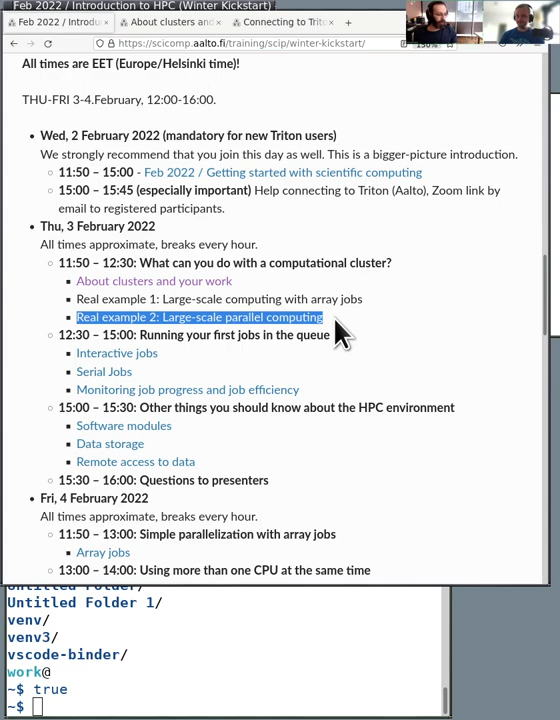 Feb 2022 / Introduction to HPC (Winter Kickstart)
Feb 2022 / Introdu
About clusters and
Connecting to Trito
https://scicomp.aalto.fi/training/scip/winter-kickstart/
150%
All times are EET (Europe/Helsinki time)!
THU-FRI 3-4.February, 12:00-16:00.
Wed, 2 February 2022 (mandatory for new Triton users)
We strongly recommend that you join this day as well. This is a bigger-picture introduction.
11:50 – 15:00 - Feb 2022 / Getting started with scientific computing
15:00 – 15:45 (especially important) Help connecting to Triton (Aalto), Zoom link by
email to registered participants.
Thu, 3 February 2022
All times approximate, breaks every hour.
11:50 – 12:30: What can you do with a computational cluster?
About clusters and your work
Real example 1: Large-scale computing with array jobs
Real example 2: Large-scale parallel computing
12:30 – 15:00: Running your first jobs in the queue
Interactive jobs
Serial Jobs
Monitoring job progress and job efficiency
15:00 – 15:30: Other things you should know about the HPC environment
Software modules
Data storage
Remote access to data
15:30 – 16:00: Questions to presenters
Fri, 4 February 2022
All times approximate, breaks every hour.
11:50 – 13:00: Simple parallelization with array jobs
Array jobs
13:00 – 14:00: Using more than one CPU at the same time
Untitled Folder/
Untitled Folder 1/
venv/
venv3/
vscode-binder/
work@
~$ true
~$